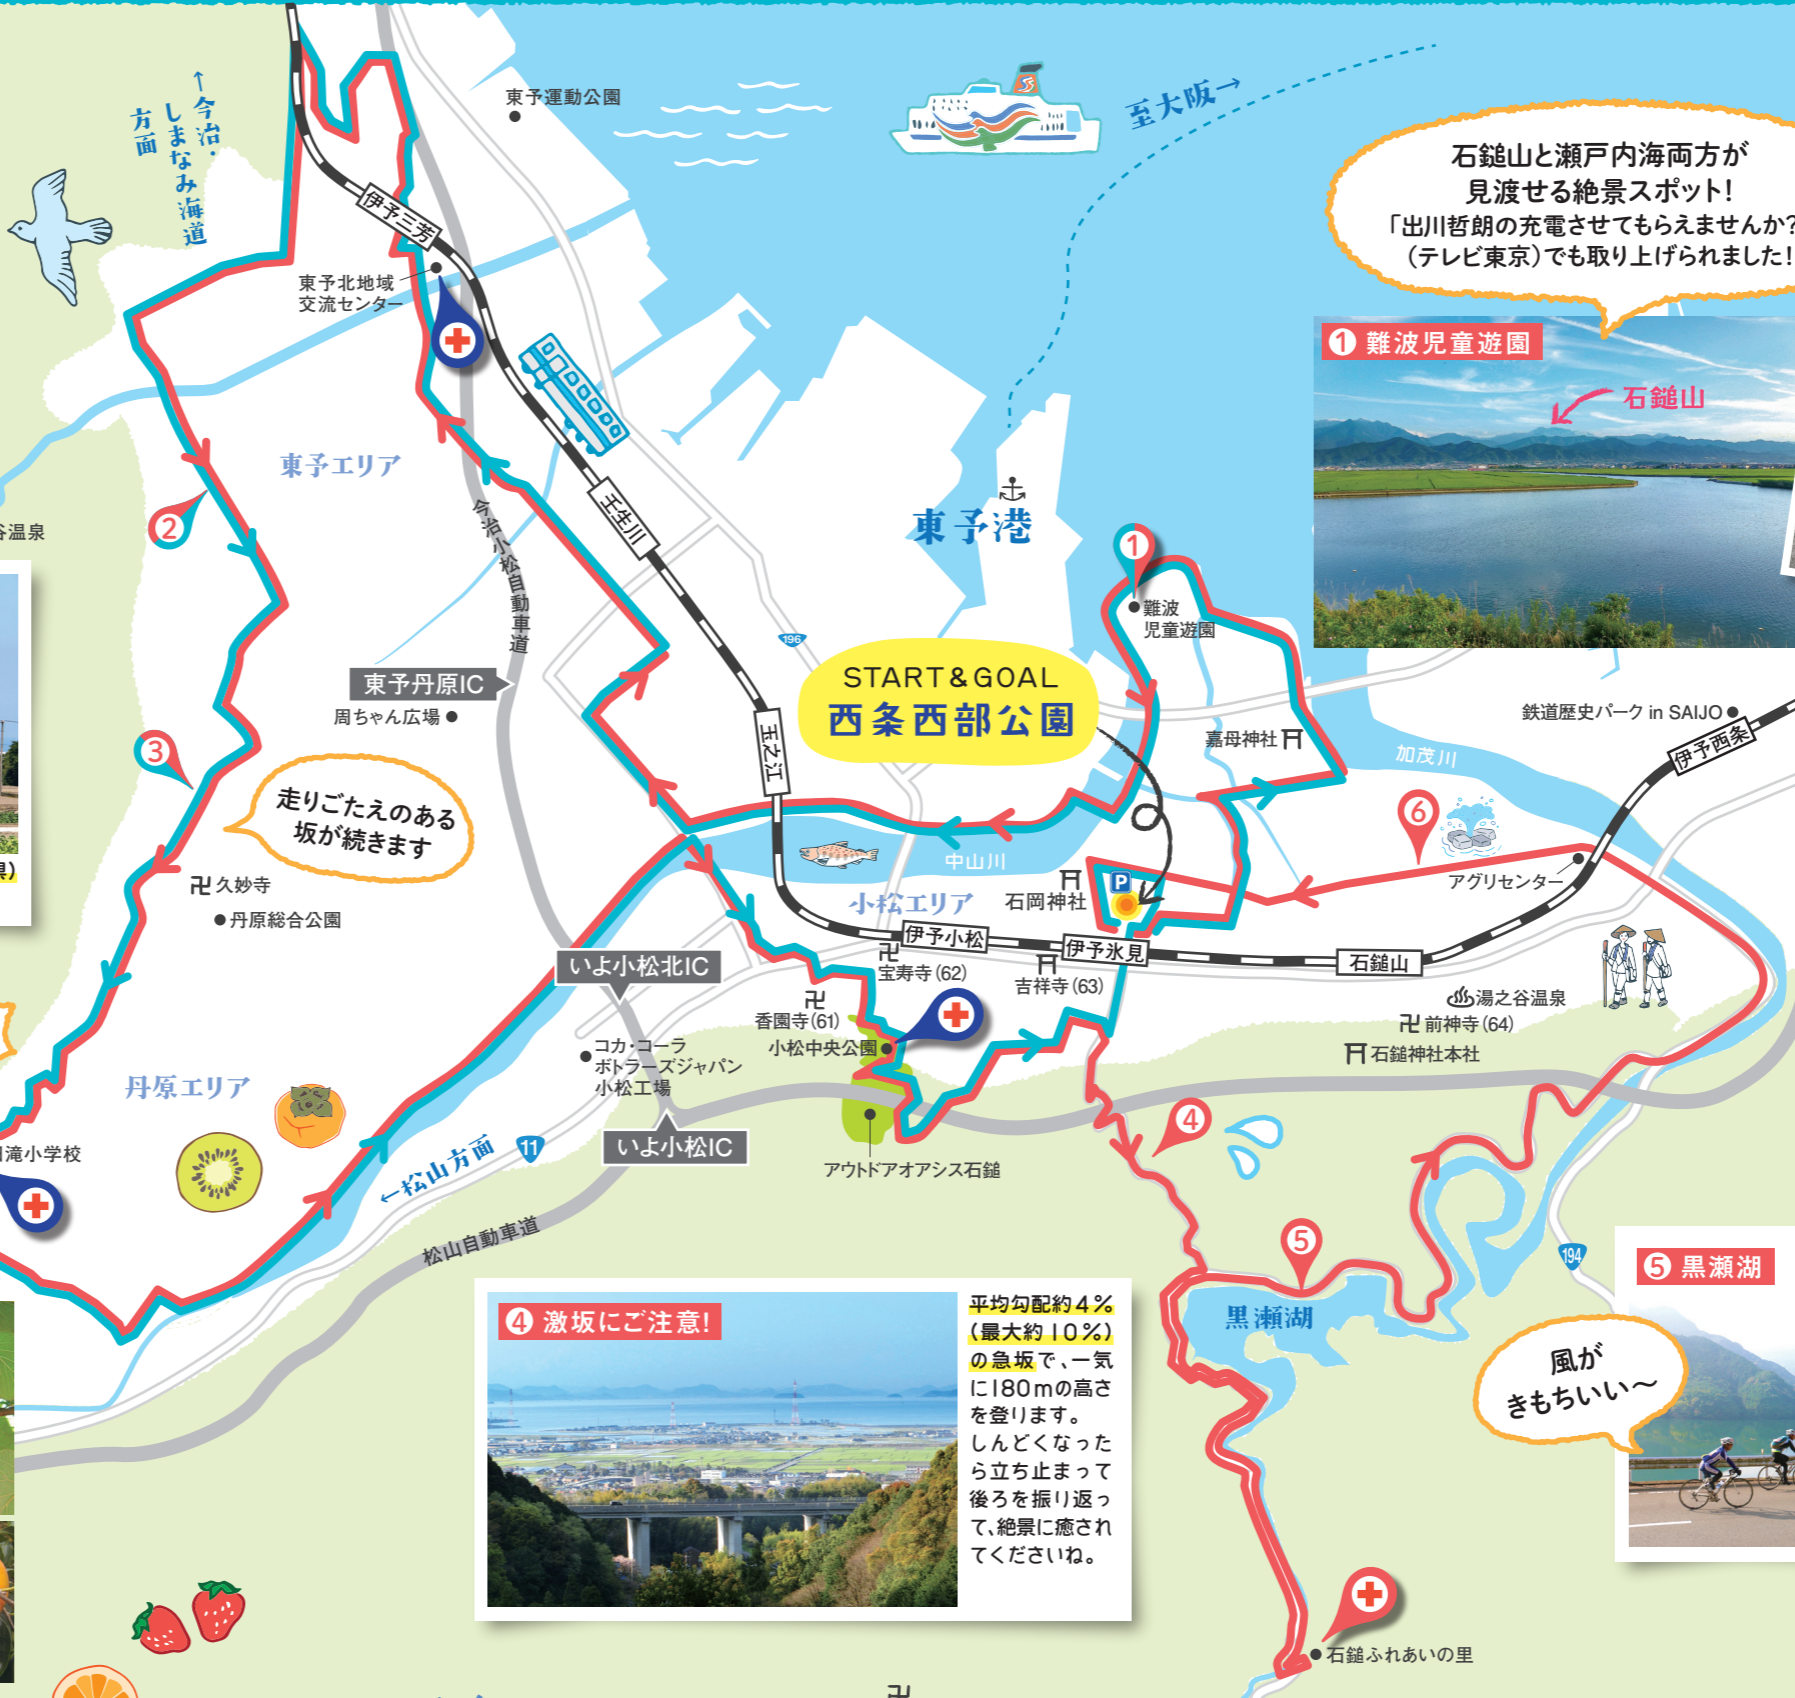 東予運動公園
←今治・
しまなみ海道
方面
至大阪→
石鎚山と瀬戸内海両方が
見渡せる絶景スポット!
「出川哲朗の充電させてもらえませんか?
(テレビ東京)でも取り上げられました!
伊予三芳
東予北地域
交流センター
1 難波児童遊園
石鎚山
東予エリア
壬生川
東予港
今治小松自動車道
2
谷温泉
1
難波
児童遊園
196
START&GOAL
西条西部公園
東予丹原IC
周ちゃん広場
玉之江
嘉母神社
鉄道歴史パーク in SAIJO
伊予西条
加茂川
3
走りごたえのある
坂が続きます
6
中山川
久妙寺
丹原総合公園
小松エリア
石岡神社
P
アグリセンター
伊予小松
伊予氷見
石鎚山
いよ小松北IC
宝寿寺(62)
吉祥寺(63)
湯之谷温泉
香園寺(61)
前神寺(64)
小松中央公園
石鎚神社本社
コカ・コーラ
ボトラーズジャパン
小松工場
丹原エリア
4
滝小学校
←松山方面
11
いよ小松IC
アウトドアオアシス石鎚
松山自動車道
5
194
5 黒瀬湖
黒瀬湖
4 激坂にご注意!
平均勾配約4%
(最大約10%)
の急坂で、一気
に180mの高さ
を登ります。
しんどくなった
ら立ち止まって
後ろを振り返っ
て、絶景に癒され
てくださいね。
風が
きもちいい〜
石鎚ふれあいの里